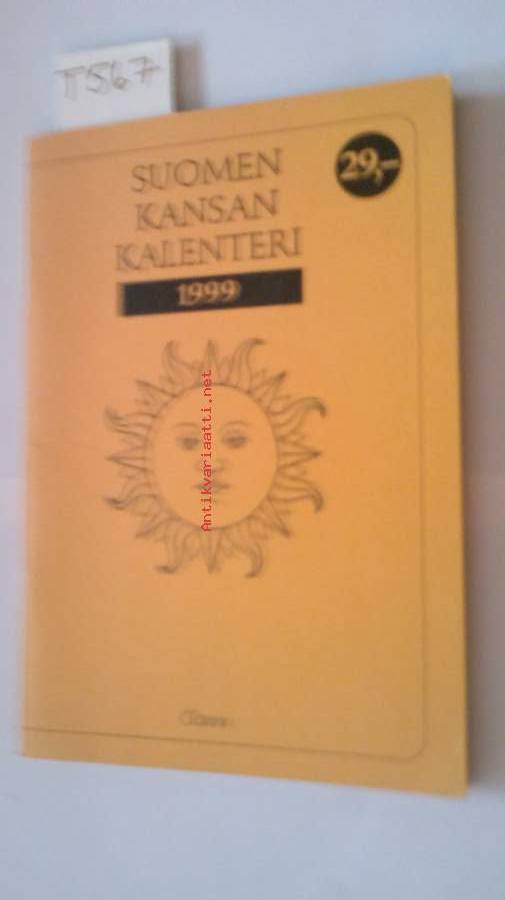 T567
SUOMEN
KANSAN
KALENTERI
1999
29,-
Antikvariaatti.net